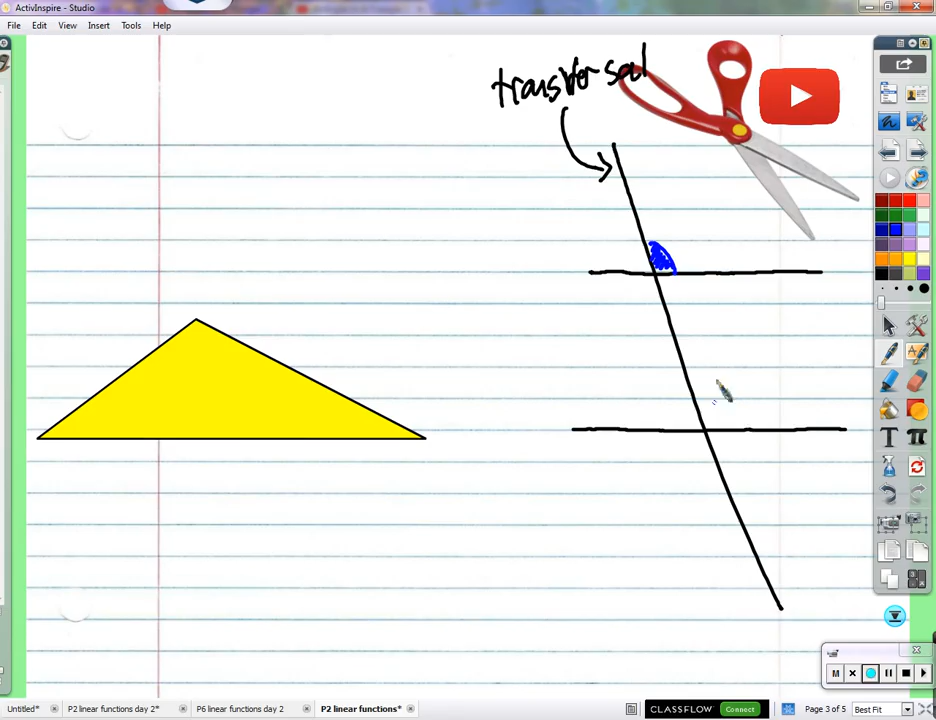 ActivInspire - Studio
File Edit View Insert Tools Help
transversal
T π
M
Untitled* P2 linear functions day 2* P6 linear functions day 2 P2 linear functions* CLASSFLOW Connect Page 3 of 5 Best Fit